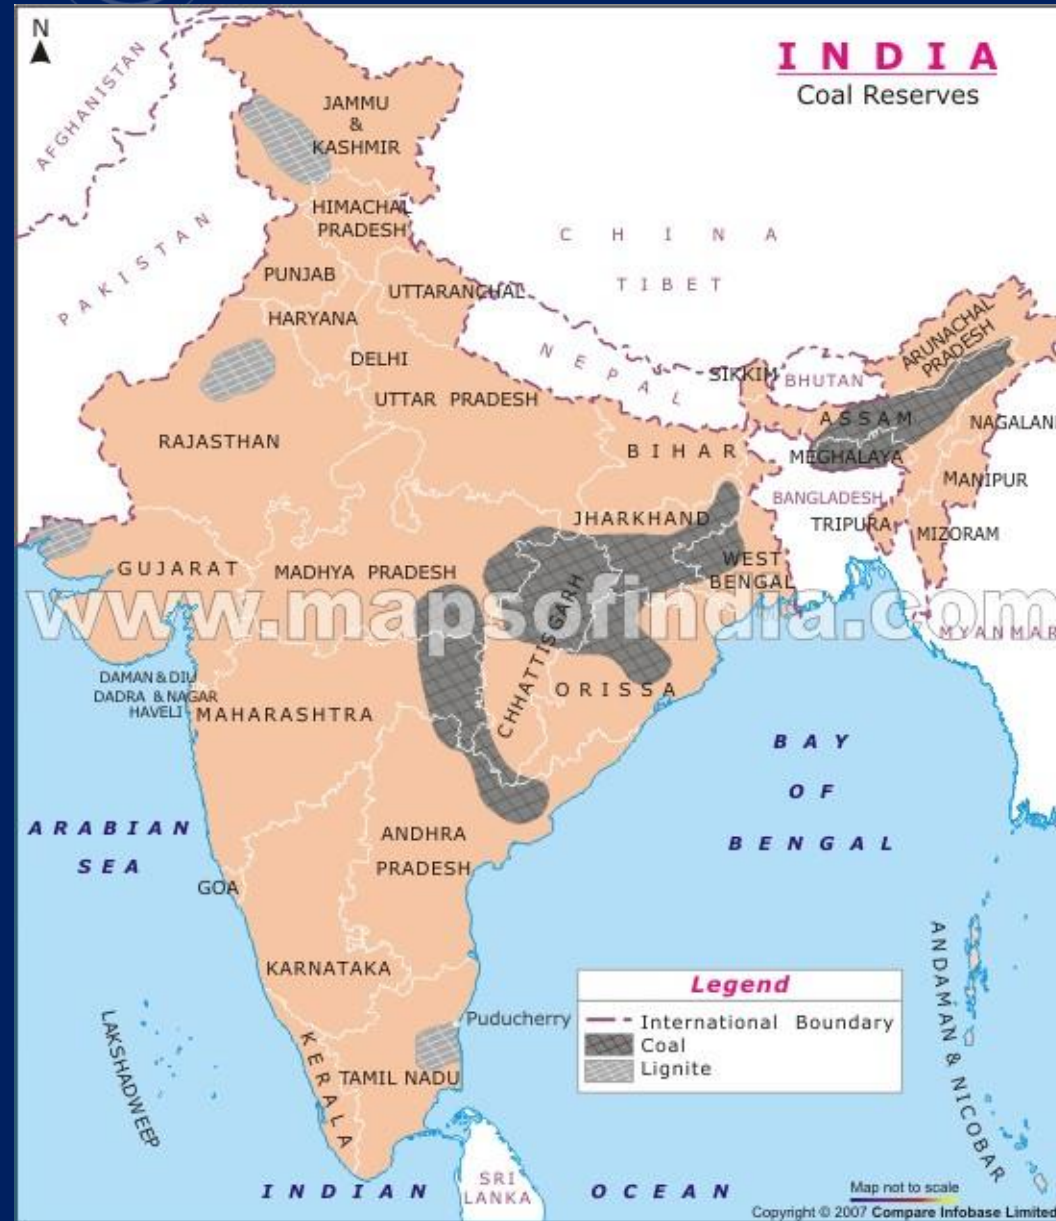 N
INDIA
Coal Reserves
AFGHANISTAN
JAMMU
&
KASHMIR
HIMACHAL
PRADESH
PAKISTAN
CHINA
TIBET
PUNJAB
UTTARANCHAL
HARYANA
DELHI
NEPAL
SIKKIM
BHUTAN
ARUNACHAL
PRADESH
UTTAR PRADESH
ASSAM
NAGALAN
RAJASTHAN
BIHAR
MEGHALAYA
MANIPUR
BANGLADESH
JHARKHAND
TRIPURA
MIZORAM
GUJARAT
MADHYA PRADESH
WEST
BENGAL
www.mapsofindia.com
MYANMAR
CHHATTISGARH
DAMAN & DIU
DADRA & NAGAR
HAVELI
MAHARASHTRA
ORISSA
BAY
OF
BENGAL
ARABIAN
SEA
ANDHRA
PRADESH
GOA
KARNATAKA
ANDAMAN & NICOBAR
LAKSHADWEEP
Puducherry
KERALA
TAMIL NADU
Legend
International Boundary
Coal
Lignite
SRI
LANKA
INDIAN OCEAN
Map not to scale
Copyright © 2007 Compare Infobase Limited